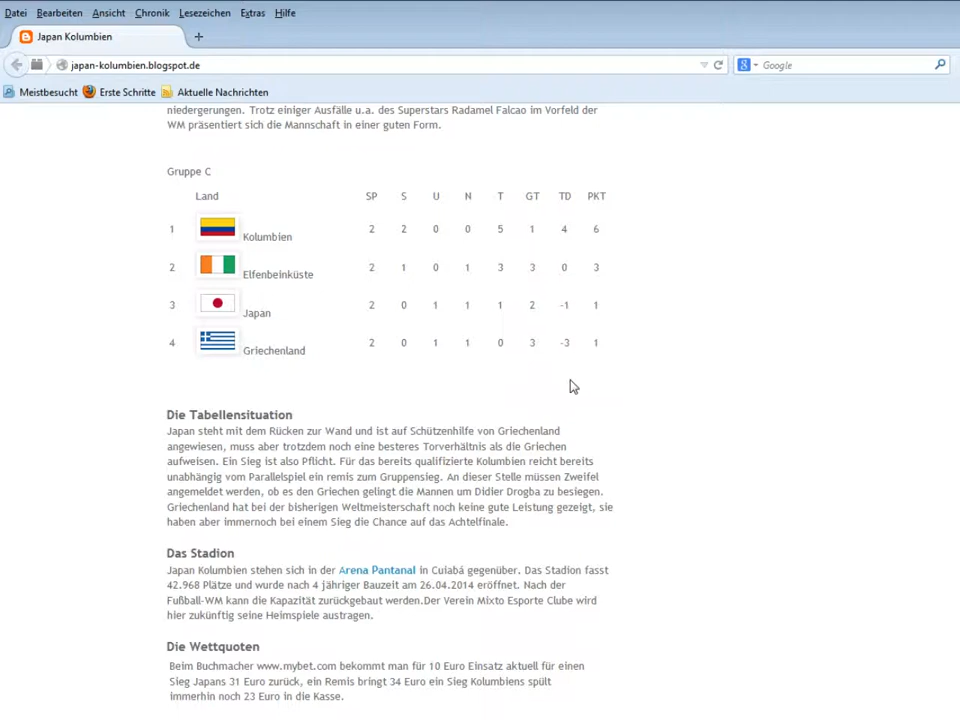 Datei Bearbeiten Ansicht Chronik Lesezeichen Extras Hilfe
Japan Kolumbien
japan-kolumbien.blogspot.de
Google
Meistbesucht Erste Schritte Aktuelle Nachrichten
niedergerungen. Trotz einiger Ausfälle u.a. des Superstars Radamel Falcao im Vorfeld der
WM präsentiert sich die Mannschaft in einer guten Form.
Gruppe C
Land SP S U N T GT TD PKT
1 Kolumbien 2 2 0 0 5 1 4 6
2 Elfenbeinküste 2 1 0 1 3 3 0 3
3 Japan 2 0 1 1 1 2 -1 1
4 Griechenland 2 0 1 1 0 3 -3 1
Die Tabellensituation
Japan steht mit dem Rücken zur Wand und ist auf Schützenhilfe von Griechenland
angewiesen, muss aber trotzdem noch eine besteres Torverhältnis als die Griechen
aufweisen. Ein Sieg ist also Pflicht. Für das bereits qualifizierte Kolumbien reicht bereits
unabhängig vom Parallelspiel ein remis zum Gruppensieg. An dieser Stelle müssen Zweifel
angemeldet werden, ob es den Griechen gelingt die Mannen um Didier Drogba zu besiegen.
Griechenland hat bei der bisherigen Weltmeisterschaft noch keine gute Leistung gezeigt, sie
haben aber immernoch bei einem Sieg die Chance auf das Achtelfinale.
Das Stadion
Japan Kolumbien stehen sich in der Arena Pantanal in Cuiabá gegenüber. Das Stadion fasst
42.968 Plätze und wurde nach 4 jähriger Bauzeit am 26.04.2014 eröffnet. Nach der
Fußball-WM kann die Kapazität zurückgebaut werden.Der Verein Mixto Esporte Clube wird
hier zukünftig seine Heimspiele austragen.
Die Wettquoten
Beim Buchmacher www.mybet.com bekommt man für 10 Euro Einsatz aktuell für einen
Sieg Japans 31 Euro zurück, ein Remis bringt 34 Euro ein Sieg Kolumbiens spült
immerhin noch 23 Euro in die Kasse.